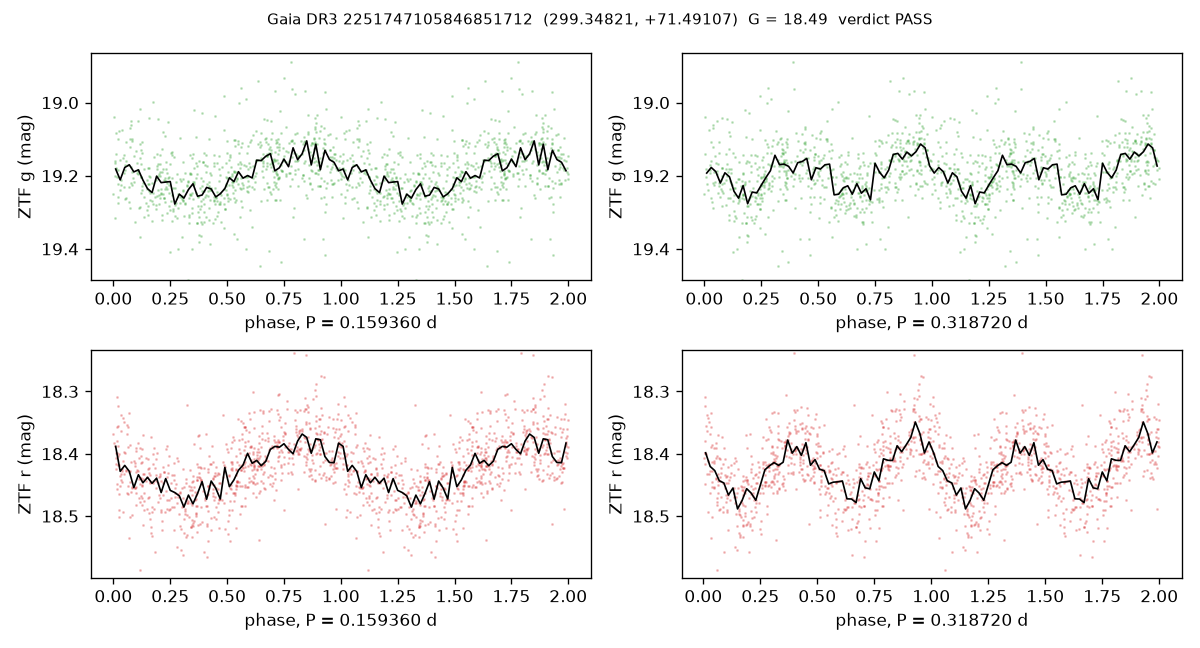 Gaia DR3 2251747105846851712 (299.34821, +71.49107) G = 18.49 verdict PASS
ZTF g (mag)
19.0
19.2
19.4
0.00 0.25 0.50 0.75 1.00 1.25 1.50 1.75 2.00
phase, P = 0.159360 d
ZTF g (mag)
19.0
19.2
19.4
0.00 0.25 0.50 0.75 1.00 1.25 1.50 1.75 2.00
phase, P = 0.318720 d
ZTF r (mag)
18.3
18.4
18.5
0.00 0.25 0.50 0.75 1.00 1.25 1.50 1.75 2.00
phase, P = 0.159360 d
ZTF r (mag)
18.3
18.4
18.5
0.00 0.25 0.50 0.75 1.00 1.25 1.50 1.75 2.00
phase, P = 0.318720 d